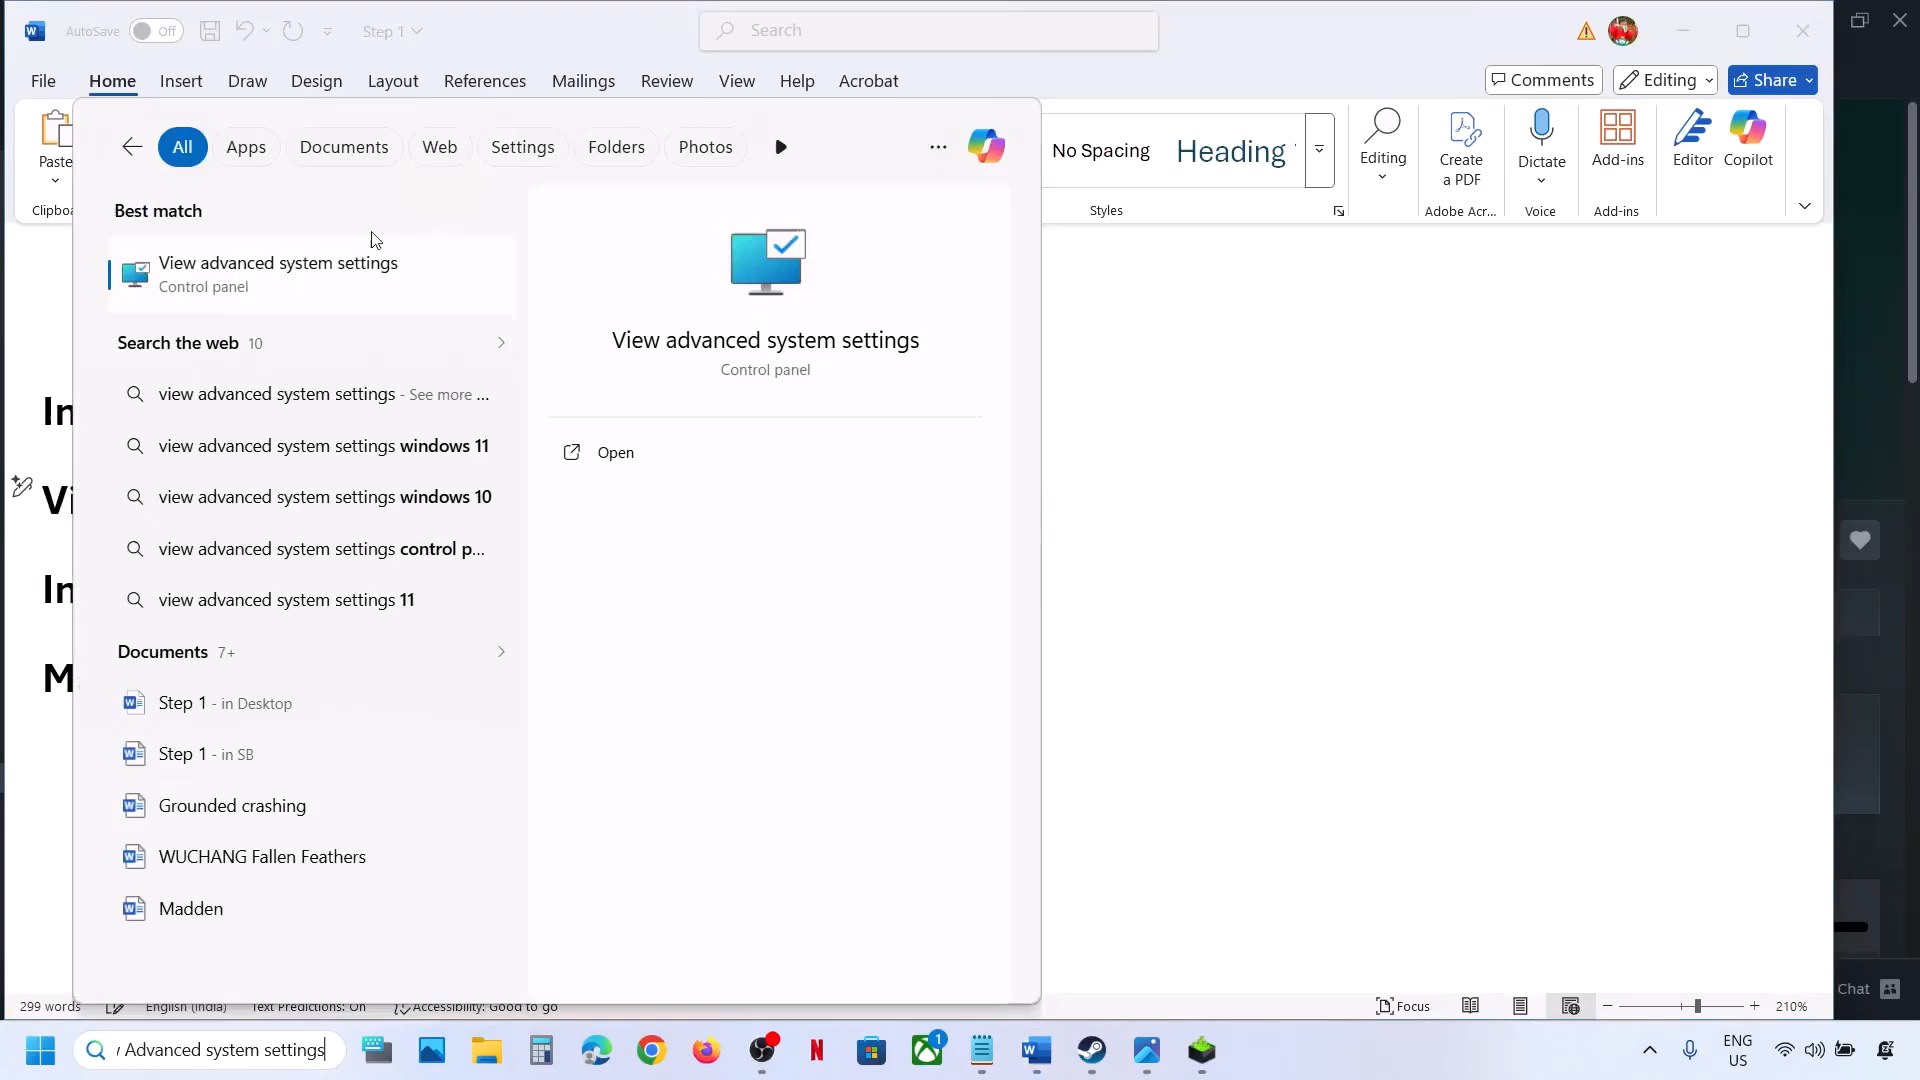 AutoSave Off Step 1 Search
File Home Insert Draw Design Layout References Mailings Review View Help Acrobat Comments Editing Share
All Apps Documents Web Settings Folders Photos
Paste
No Spacing Heading Editing Create a PDF Dictate Add-ins Editor Copilot
Styles Adobe Acr... Voice Add-ins
Best match
View advanced system settings
Control panel
Search the web 10
view advanced system settings - See more ...
view advanced system settings windows 11
view advanced system settings windows 10
view advanced system settings control p...
view advanced system settings 11
Documents 7+
Step 1 - in Desktop
Step 1 - in SB
Grounded crashing
WUCHANG Fallen Feathers
Madden
View advanced system settings
Control panel
Open
In
Vi
In
Chat
299 words English (India) Text Predictions: On Accessibility: Good to go Focus 210%
Advanced system settings 1 ENG
US